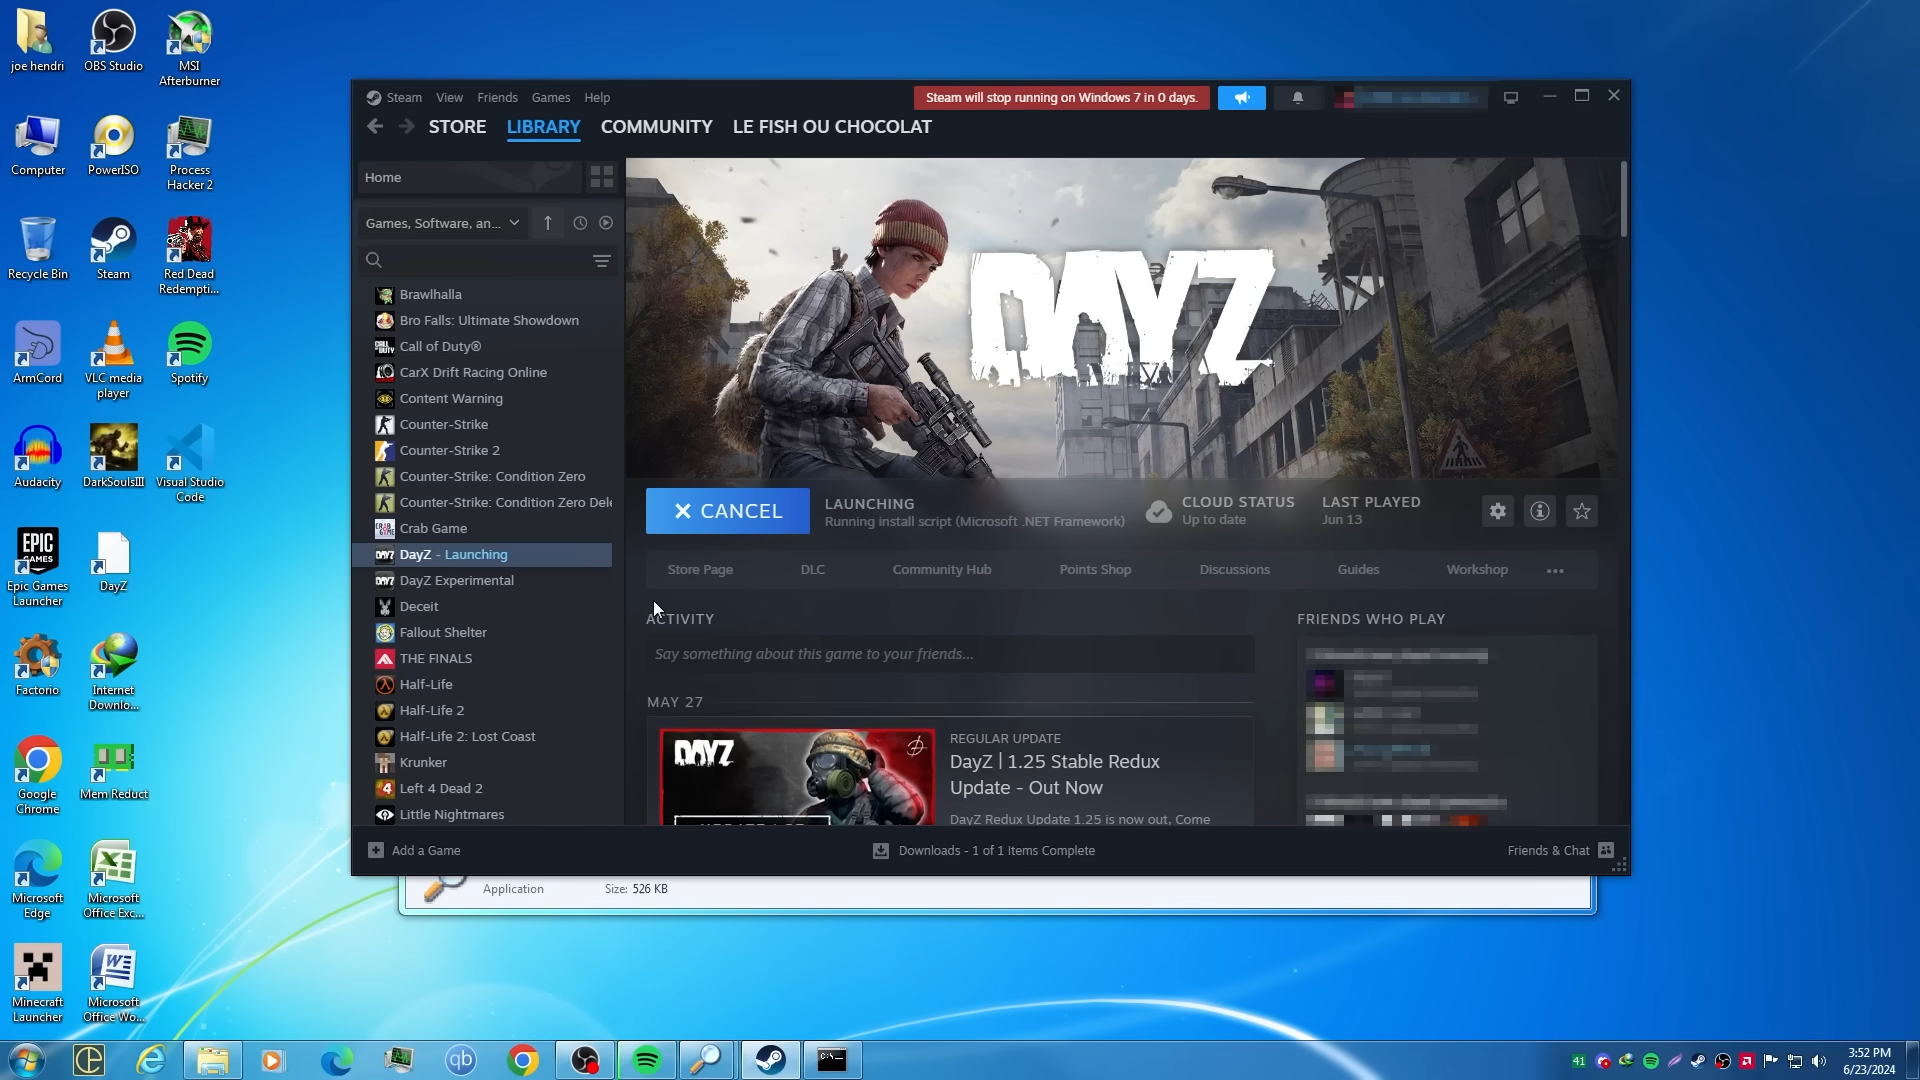 joe hendri
OBS Studio
MSI
Afterburner
Computer
PowerISO
Process
Hacker 2
Recycle Bin
Steam
Red Dead
Redempti...
ArmCord
VLC media
player
Spotify
Audacity
DarkSoulsIII
Visual Studio
Code
Epic Games
Launcher
DayZ
Factorio
Internet
Downlo...
Google
Chrome
Mem Reduct
Microsoft
Edge
Microsoft
Office Exc...
Minecraft
Launcher
Microsoft
Office Wo...
Steam View Friends Games Help
Steam will stop running on Windows 7 in 0 days.
STORE LIBRARY COMMUNITY LE FISH OU CHOCOLAT
Home
Games, Software, an...
Brawlhalla
Bro Falls: Ultimate Showdown
Call of Duty®
CarX Drift Racing Online
Content Warning
Counter-Strike
Counter-Strike 2
Counter-Strike: Condition Zero
Counter-Strike: Condition Zero Dele
Crab Game
DayZ - Launching
DayZ Experimental
Deceit
Fallout Shelter
THE FINALS
Half-Life
Half-Life 2
Half-Life 2: Lost Coast
Krunker
Left 4 Dead 2
Little Nightmares
DAYZ
CANCEL
LAUNCHING
Running install script (Microsoft .NET Framework)
CLOUD STATUS
Up to date
LAST PLAYED
Jun 13
Store Page DLC Community Hub Points Shop Discussions Guides Workshop
ACTIVITY
Say something about this game to your friends...
MAY 27
DAYZ
REGULAR UPDATE
DayZ | 1.25 Stable Redux
Update - Out Now
DayZ Redux Update 1.25 is now out, Come
FRIENDS WHO PLAY
Add a Game
Downloads - 1 of 1 Items Complete
Friends & Chat
Application Size: 526 KB
EPIC
GAMES
qb
C:\
41
3:52 PM
6/23/2024